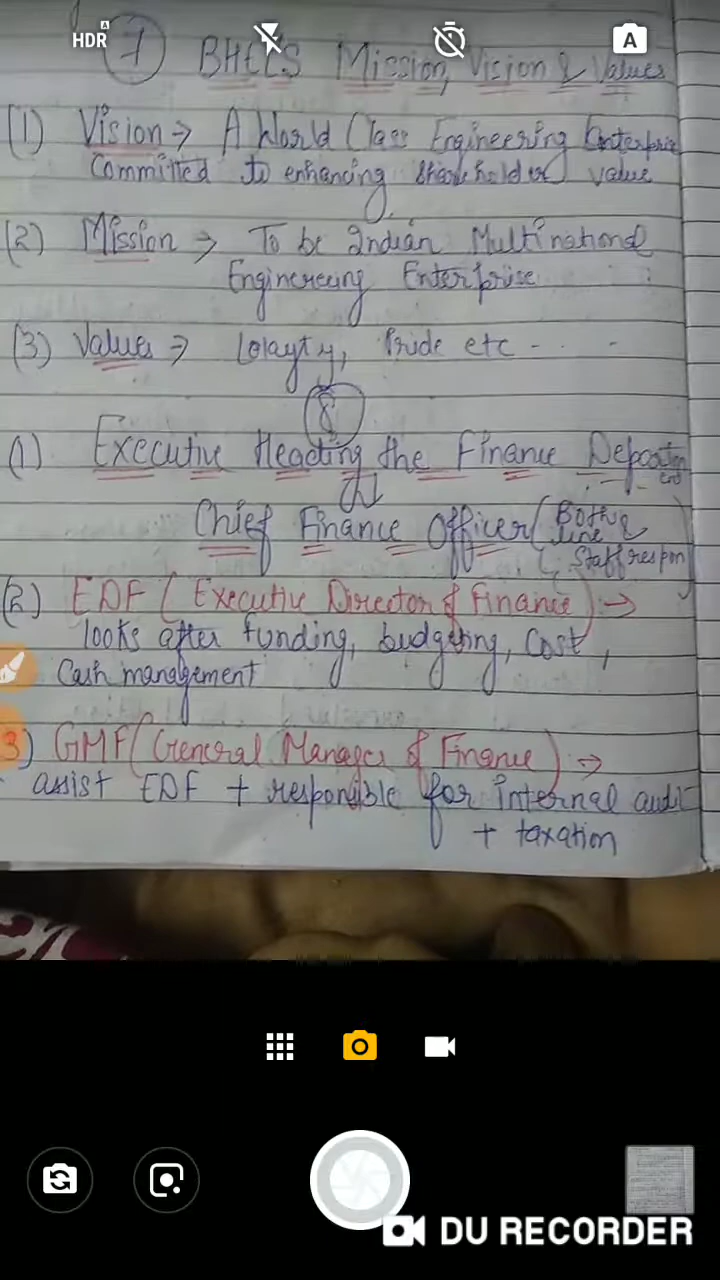 HDR A
A
7 BHEL'S Mission, Vision & Values
(1) Vision → A World Class Engineering Enterprise
Committed to enhancing Shareholder value
(2) Mission → To be Indian Multinational
Engineering Enterprise
(3) Values → Lolayty, Pride etc - . . -
8
(1) Executive Heading the Finance Department
Chief Finance Officer (Both
line &
Staff respon)
(2) EDF (Executive Director of Finance) →
looks after funding, budgeting, Cost,
Cash management
3) GMF (General Manager of Finance) →
assist EDF + responsible for internal audit
+ taxation
DU RECORDER